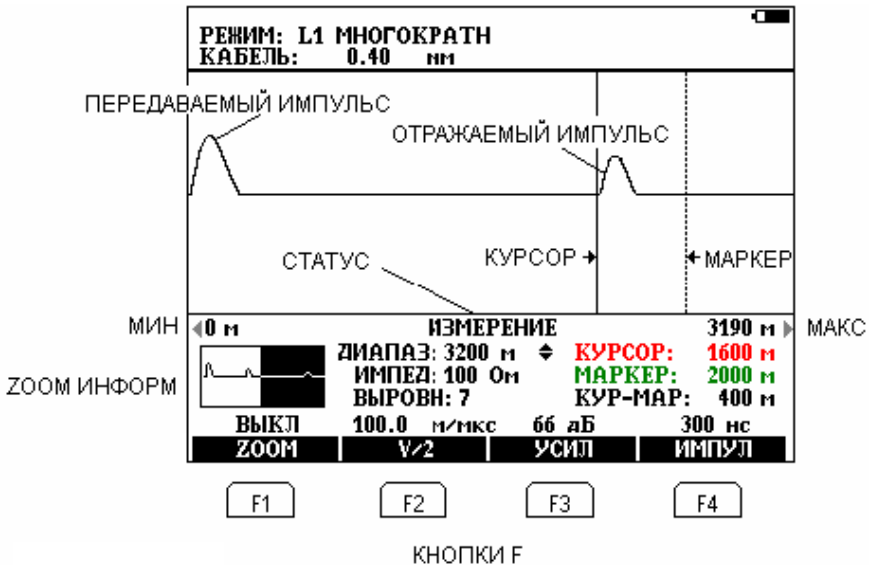 РЕЖИМ: L1 МНОГОКРАТН
КАБЕЛЬ: 0.40 мм
ПЕРЕДАВАЕМЫЙ ИМПУЛЬС
ОТРАЖАЕМЫЙ ИМПУЛЬС
СТАТУС
КУРСОР
МАРКЕР
МИН 0 м ИЗМЕРЕНИЕ 3190 м МАКС
ДИАПАЗ: 3200 м КУРСОР: 1600 м
ZOOM ИНФОРМ ИМПЕД: 100 Ом МАРКЕР: 2000 м
ВЫРОВН: 7 КУР-МАР: 400 м
ВЫКЛ 100.0 м/мкс 66 дБ 300 нс
ZOOM V/2 УСИЛ ИМПУЛ
F1 F2 F3 F4
КНОПКИ F